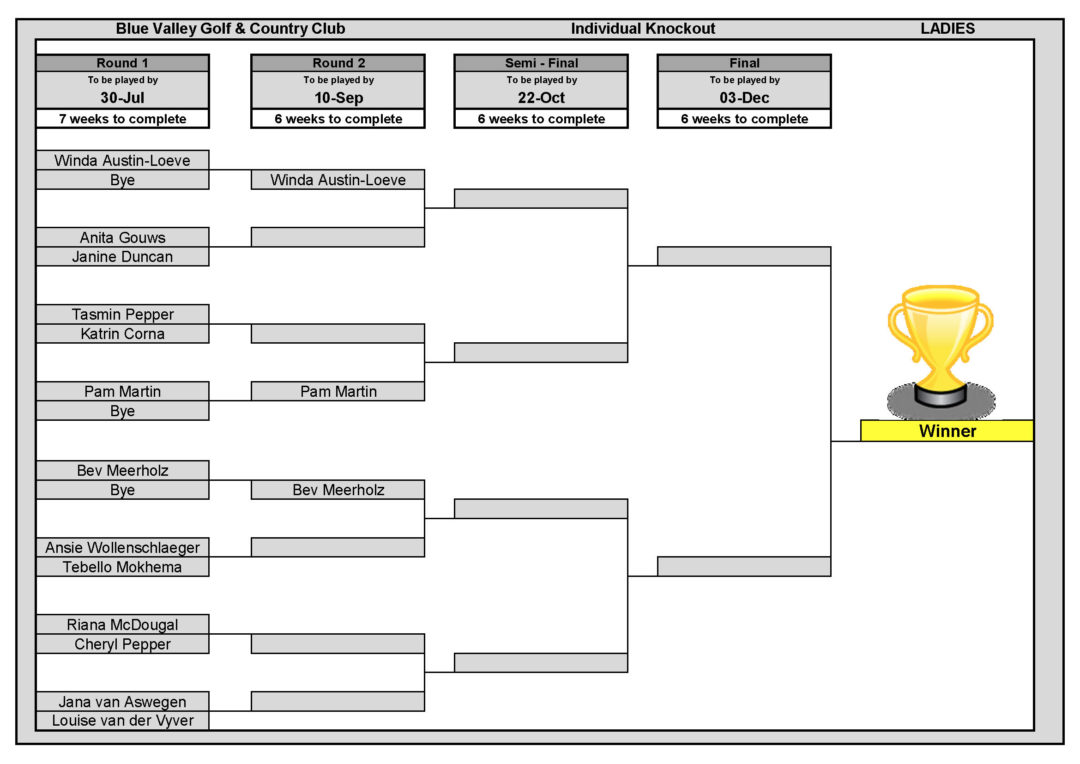 Blue Valley Golf & Country Club Individual Knockout LADIES
Round 1 Round 2 Semi - Final Final
To be played by To be played by To be played by To be played by
30-Jul 10-Sep 22-Oct 03-Dec
7 weeks to complete 6 weeks to complete 6 weeks to complete 6 weeks to complete
Winda Austin-Loeve
Bye Winda Austin-Loeve
Anita Gouws
Janine Duncan
Tasmin Pepper
Katrin Corna
Pam Martin Pam Martin
Bye
Winner
Bev Meerholz
Bye Bev Meerholz
Ansie Wollenschlaeger
Tebello Mokhema
Riana McDougal
Cheryl Pepper
Jana van Aswegen
Louise van der Vyver